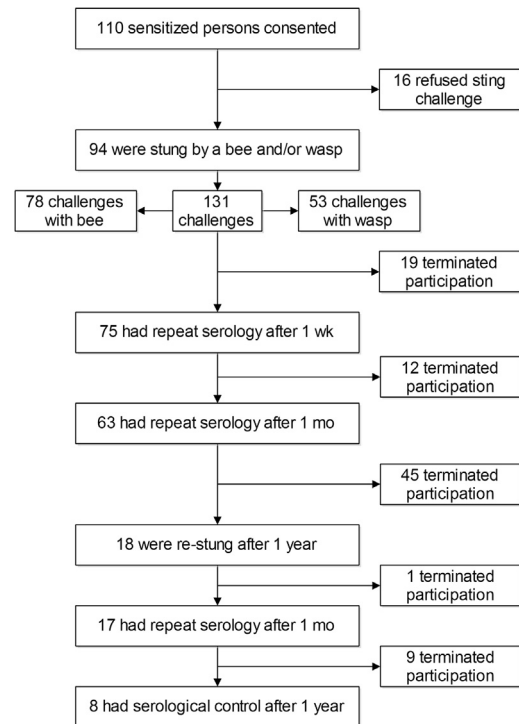 110 sensitized persons consented
16 refused sting
challenge
94 were stung by a bee and/or wasp
78 challenges
with bee
131
challenges
53 challenges
with wasp
19 terminated
participation
75 had repeat serology after 1 wk
12 terminated
participation
63 had repeat serology after 1 mo
45 terminated
participation
18 were re-stung after 1 year
1 terminated
participation
17 had repeat serology after 1 mo
9 terminated
participation
8 had serological control after 1 year